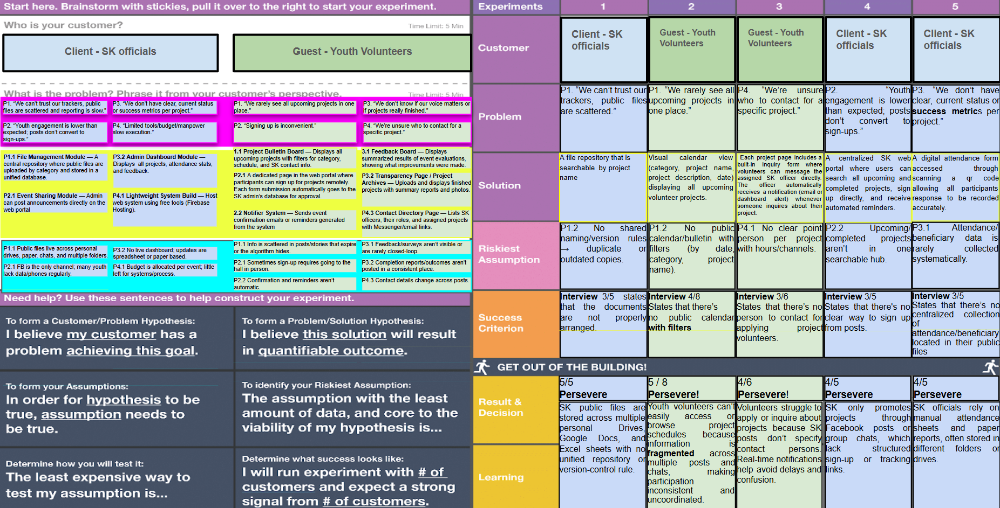 Start here. Brainstorm with stickies, pull it over to the right to start your experiment.
Who is your customer?
Time Limit: 5 Min
Client - SK officials
Guest - Youth Volunteers
What is the problem? Phrase it from your customer's perspective.
Time Limit: 5 Min
P1. “We can’t trust our trackers, public
files are scattered and reporting is slow.”
P3. “We don’t have clear, current status
or success metrics per project.”
P1. “We rarely see all upcoming projects in one
place.”
P3. “We don’t know if our voice matters or
if projects really finished.”
P2. “Youth engagement is lower than
expected; posts don’t convert to
sign-ups.”
P4. “Limited tools/budget/manpower
slow execution.”
P2. “Signing up is inconvenient.”
P4. “We’re unsure who to contact for a
specific project.”
P1.1 File Management Module — A
central repository where public files are
uploaded by category and stored in a
unified database.
P3.2 Admin Dashboard Module —
Displays all projects, attendance stats,
and feedback.
P2.1 Event Sharing Module — Admin
can post announcements directly on the
web portal
P4.1 Lightweight System Build — Host
web system using free tools (Firebase
Hosting).
1.1 Project Bulletin Board — Displays all
upcoming projects with filters for category,
schedule, and SK contact info.
P2.1 A dedicated page in the web portal where
participants can sign up for projects remotely.
Each form submission automatically goes to the
SK admin’s database for approval.
2.2 Notifier System — Sends event
confirmation emails or reminders generated
from the system
3.1 Feedback Board — Displays
summarized results of event evaluations,
showing what improvements were made.
P3.2 Transparency Page / Project
Archives — Uploads and displays finished
projects with summary reports and photos.
P4.3 Contact Directory Page — Lists SK
officers, their roles, and assigned projects
with Messenger/email links.
P1.1 Public files live across personal
drives, paper, chats, and multiple folders.
P3.2 No live dashboard; updates are
spreadsheet or paper based.
P2.1 FB is the only channel; many youth
lack data/phones regularly.
P4.1 Budget is allocated per event; little
left for systems/process.
P1.1 Info is scattered in posts/stories that expire
or the algorithm hides.
P2.1 Sometimes sign-up requires going to the
hall in person.
P2.2 Confirmation and reminders aren’t
automatic.
P3.1 Feedback/surveys aren’t visible or
are rarely closed-loop.
P3.2 Completion reports/outcomes aren’t
posted in a consistent place.
P4.3 Contact details change across posts.
Need help? Use these sentences to help construct your experiment.
To form a Customer/Problem Hypothesis:
I believe my customer has a
problem achieving this goal.
To form a Problem/Solution Hypothesis:
I believe this solution will result
in quantifiable outcome.
To form your Assumptions:
In order for hypothesis to be
true, assumption needs to
be true.
To identify your Riskiest Assumption:
The assumption with the least
amount of data, and core to the
viability of my hypothesis is...
Determine how you will test it:
The least expensive way to
test my assumption is...
Determine what success looks like:
I will run experiment with # of
customers and expect a strong
signal from # of customers.
Experiments
1
2
3
4
5
Customer
Client - SK
officials
Guest - Youth
Volunteers
Guest - Youth
Volunteers
Client - SK
officials
Client - SK
officials
Problem
P1. “We can’t trust our
trackers, public files
are scattered.”
P1. “We rarely see all
upcoming projects in
one place.”
P4. “We’re unsure
who to contact for a
specific project.”
P2. “Youth
engagement is lower
than expected; posts
don’t convert to
sign-ups.”
P3. “We don’t have
clear, current status or
success metrics per
project.”
Solution
A file repository that is
searchable by project
name
Visual calendar view
(category, project name,
project description, date)
displaying all upcoming
volunteer projects.
Each project page includes a
built-in inquiry form where
volunteers can message the
assigned SK officer directly.
The officer automatically
receives a notification (email or
dashboard alert) whenever
someone inquires about their
project.
A centralized SK web
portal where users can
search all upcoming and
completed projects, sign
up directly, and receive
automated reminders.
A digital attendance form
accessed through
scanning a qr code
allowing all participants
response to be recorded
accurately.
Riskiest
Assumption
P1.2 No shared
naming/version rules
→ duplicate or
outdated copies.
P1.2 No public
calendar/bulletin with
filters (by date,
category, project
name).
P4.1 No clear point
person per project
with hours/channels.
P2.2 Upcoming/
completed projects
aren’t in one
searchable hub.
P3.1 Attendance/
beneficiary data is
rarely collected
systematically.
Success
Criterion
Interview 3/5 states
that the documents
are not properly
arranged.
Interview 4/8
States that there’s
no public calendar
with filters
Interview 3/6
States that there’s no
person to contact for
applying project
volunteers.
Interview 3/5
States that there's no
clear way to sign up
from posts.
Interview 3/5
States that there’s no
centralized collection
of
attendance/beneficiary
located in their public
files
GET OUT OF THE BUILDING!
Result &
Decision
5/5
Persevere
5 / 8
Persevere!
4/6
Persevere!
4/5
Persevere
4/5
Persevere
Learning
SK public files are
stored across multiple
personal Drives,
Google Docs, and
Excel sheets with no
unified repository or
version-control rule.
Youth volunteers can’t
easily access or
browse project
schedules because
information is
fragmented across
multiple posts and
chats, making
participation
inconsistent and
uncoordinated.
Volunteers struggle to
apply or inquire about
projects because SK
posts don’t specify
contact persons.
Real-time notifications
help avoid delays and
confusion.
SK only promotes
projects through
Facebook posts or
group chats, which
lack structured
sign-up or tracking
links.
SK officials rely on
manual attendance
sheets and paper
reports, often stored in
different folders or
drives.